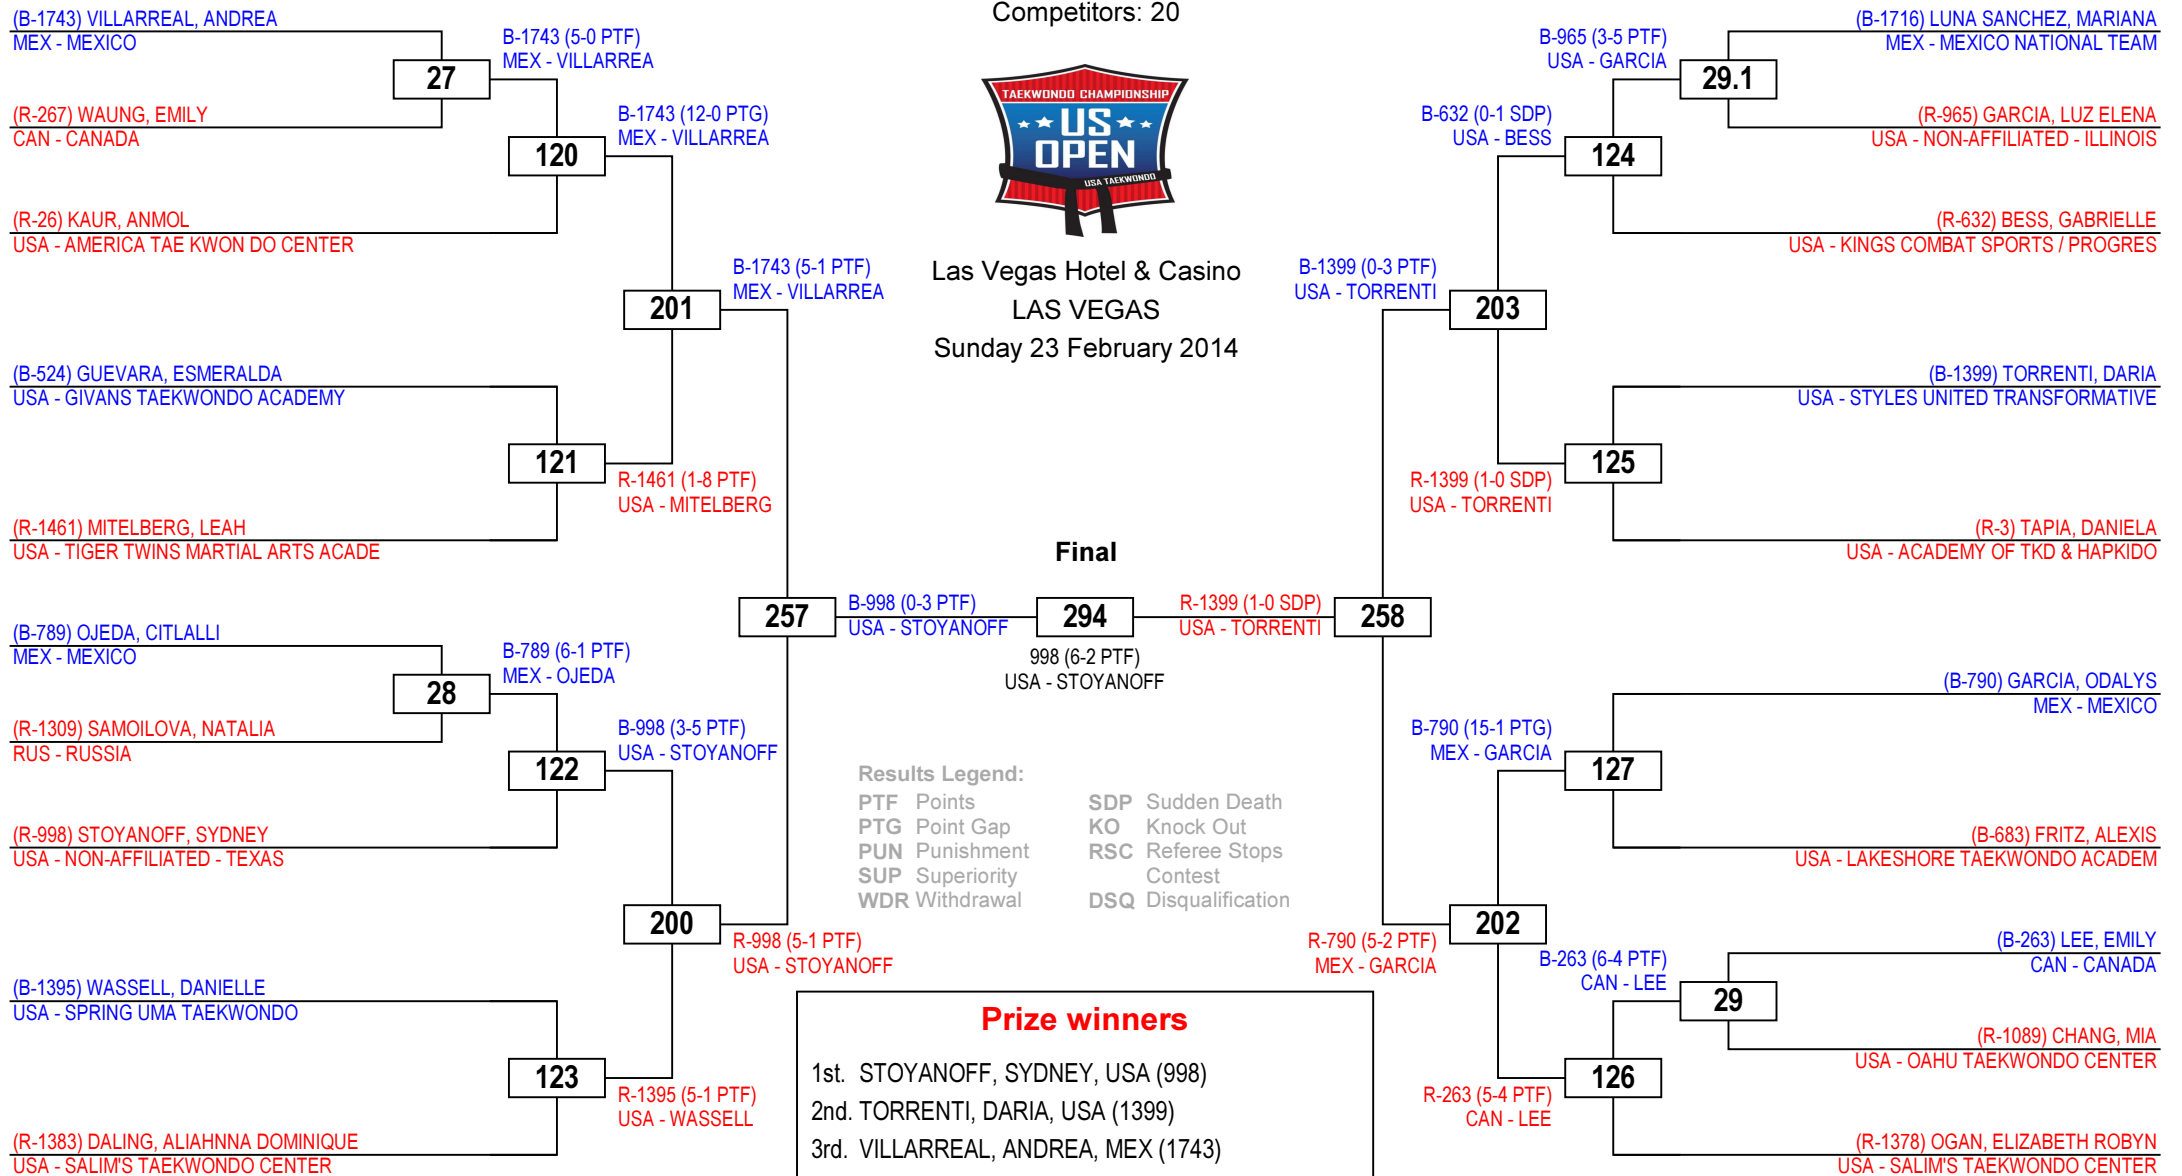 Competitors: 20
TAEKWONDO CHAMPIONSHIP
US
OPEN
USA TAEKWONDO
Las Vegas Hotel & Casino
LAS VEGAS
Sunday 23 February 2014
(B-1743) VILLARREAL, ANDREA
MEX - MEXICO
27
(R-267) WAUNG, EMILY
CAN - CANADA
B-1743 (5-0 PTF)
MEX - VILLARREA
120
(R-26) KAUR, ANMOL
USA - AMERICA TAE KWON DO CENTER
B-1743 (12-0 PTG)
MEX - VILLARREA
201
B-1743 (5-1 PTF)
MEX - VILLARREA
(B-524) GUEVARA, ESMERALDA
USA - GIVANS TAEKWONDO ACADEMY
121
R-1461 (1-8 PTF)
USA - MITELBERG
(R-1461) MITELBERG, LEAH
USA - TIGER TWINS MARTIAL ARTS ACADE
257
(B-789) OJEDA, CITLALLI
MEX - MEXICO
28
(R-1309) SAMOILOVA, NATALIA
RUS - RUSSIA
B-789 (6-1 PTF)
MEX - OJEDA
122
(R-998) STOYANOFF, SYDNEY
USA - NON-AFFILIATED - TEXAS
B-998 (3-5 PTF)
USA - STOYANOFF
200
R-998 (5-1 PTF)
USA - STOYANOFF
(B-1395) WASSELL, DANIELLE
USA - SPRING UMA TAEKWONDO
123
R-1395 (5-1 PTF)
USA - WASSELL
(R-1383) DALING, ALIAHNNA DOMINIQUE
USA - SALIM'S TAEKWONDO CENTER
Final
B-998 (0-3 PTF)
USA - STOYANOFF
294
R-1399 (1-0 SDP)
USA - TORRENTI
998 (6-2 PTF)
USA - STOYANOFF
(B-1716) LUNA SANCHEZ, MARIANA
MEX - MEXICO NATIONAL TEAM
29.1
(R-965) GARCIA, LUZ ELENA
USA - NON-AFFILIATED - ILLINOIS
B-965 (3-5 PTF)
USA - GARCIA
124
(R-632) BESS, GABRIELLE
USA - KINGS COMBAT SPORTS / PROGRES
B-632 (0-1 SDP)
USA - BESS
203
B-1399 (0-3 PTF)
USA - TORRENTI
(B-1399) TORRENTI, DARIA
USA - STYLES UNITED TRANSFORMATIVE
125
R-1399 (1-0 SDP)
USA - TORRENTI
(R-3) TAPIA, DANIELA
USA - ACADEMY OF TKD & HAPKIDO
258
(B-790) GARCIA, ODALYS
MEX - MEXICO
B-790 (15-1 PTG)
MEX - GARCIA
127
(B-683) FRITZ, ALEXIS
USA - LAKESHORE TAEKWONDO ACADEM
202
R-790 (5-2 PTF)
MEX - GARCIA
(B-263) LEE, EMILY
CAN - CANADA
B-263 (6-4 PTF)
CAN - LEE
29
(R-1089) CHANG, MIA
USA - OAHU TAEKWONDO CENTER
126
R-263 (5-4 PTF)
CAN - LEE
(R-1378) OGAN, ELIZABETH ROBYN
USA - SALIM'S TAEKWONDO CENTER
Results Legend:
PTF Points SDP Sudden Death
PTG Point Gap KO Knock Out
PUN Punishment RSC Referee Stops
SUP Superiority Contest
WDR Withdrawal DSQ Disqualification
Prize winners
1st. STOYANOFF, SYDNEY, USA (998)
2nd. TORRENTI, DARIA, USA (1399)
3rd. VILLARREAL, ANDREA, MEX (1743)